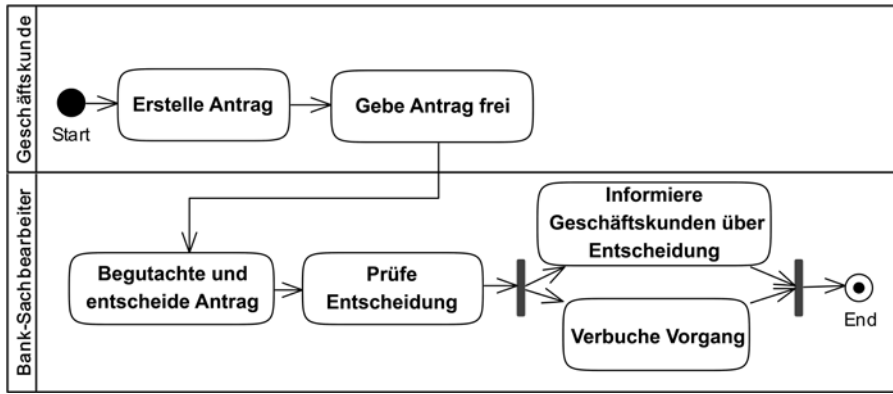 Geschäftskunde
Start
Erstelle Antrag
Gebe Antrag frei
Bank-Sachbearbeiter
Begutachte und
entscheide Antrag
Prüfe
Entscheidung
Informiere
Geschäftskunden über
Entscheidung
Verbuche Vorgang
End